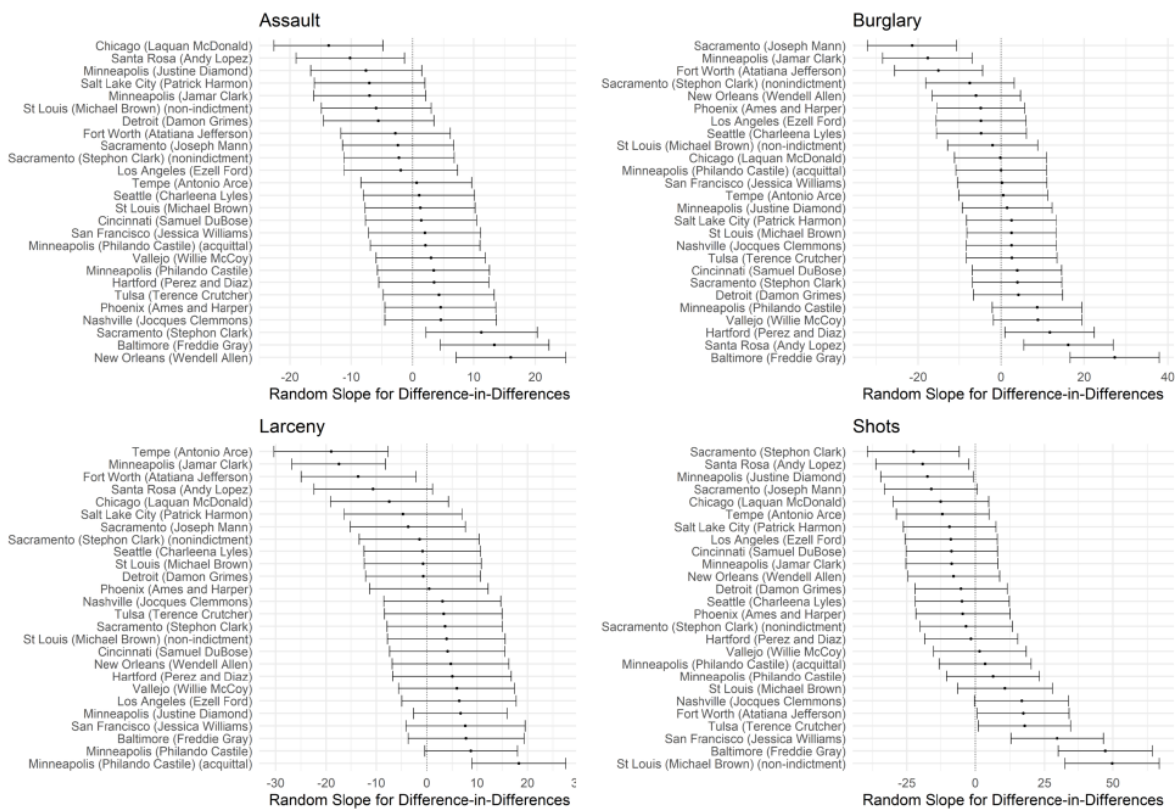 Assault
Chicago (Laquan McDonald)
Santa Rosa (Andy Lopez)
Minneapolis (Justine Diamond)
Salt Lake City (Patrick Harmon)
Minneapolis (Jamar Clark)
St Louis (Michael Brown) (non-indictment)
Detroit (Damon Grimes)
Fort Worth (Atatiana Jefferson)
Sacramento (Joseph Mann)
Sacramento (Stephon Clark) (nonindictment)
Los Angeles (Ezell Ford)
Tempe (Antonio Arce)
Seattle (Charleena Lyles)
St Louis (Michael Brown)
Cincinnati (Samuel DuBose)
San Francisco (Jessica Williams)
Minneapolis (Philando Castile) (acquittal)
Vallejo (Willie McCoy)
Minneapolis (Philando Castile)
Hartford (Perez and Diaz)
Tulsa (Terence Crutcher)
Phoenix (Ames and Harper)
Nashville (Jocques Clemmons)
Sacramento (Stephon Clark)
Baltimore (Freddie Gray)
New Orleans (Wendell Allen)
-20 -10 0 10 20
Random Slope for Difference-in-Differences
Burglary
Sacramento (Joseph Mann)
Minneapolis (Jamar Clark)
Fort Worth (Atatiana Jefferson)
Sacramento (Stephon Clark) (nonindictment)
New Orleans (Wendell Allen)
Phoenix (Ames and Harper)
Los Angeles (Ezell Ford)
Seattle (Charleena Lyles)
St Louis (Michael Brown) (non-indictment)
Chicago (Laquan McDonald)
Minneapolis (Philando Castile) (acquittal)
San Francisco (Jessica Williams)
Tempe (Antonio Arce)
Minneapolis (Justine Diamond)
Salt Lake City (Patrick Harmon)
St Louis (Michael Brown)
Nashville (Jocques Clemmons)
Tulsa (Terence Crutcher)
Cincinnati (Samuel DuBose)
Sacramento (Stephon Clark)
Detroit (Damon Grimes)
Minneapolis (Philando Castile)
Vallejo (Willie McCoy)
Hartford (Perez and Diaz)
Santa Rosa (Andy Lopez)
Baltimore (Freddie Gray)
-20 0 20 40
Random Slope for Difference-in-Differences
Larceny
Tempe (Antonio Arce)
Minneapolis (Jamar Clark)
Fort Worth (Atatiana Jefferson)
Santa Rosa (Andy Lopez)
Chicago (Laquan McDonald)
Salt Lake City (Patrick Harmon)
Sacramento (Joseph Mann)
Sacramento (Stephon Clark) (nonindictment)
Seattle (Charleena Lyles)
St Louis (Michael Brown)
Detroit (Damon Grimes)
Phoenix (Ames and Harper)
Nashville (Jocques Clemmons)
Tulsa (Terence Crutcher)
Sacramento (Stephon Clark)
St Louis (Michael Brown) (non-indictment)
Cincinnati (Samuel DuBose)
New Orleans (Wendell Allen)
Hartford (Perez and Diaz)
Vallejo (Willie McCoy)
Los Angeles (Ezell Ford)
Minneapolis (Justine Diamond)
San Francisco (Jessica Williams)
Baltimore (Freddie Gray)
Minneapolis (Philando Castile)
Minneapolis (Philando Castile) (acquittal)
-30 -20 -10 0 10 20 3
Random Slope for Difference-in-Differences
Shots
Sacramento (Stephon Clark)
Santa Rosa (Andy Lopez)
Minneapolis (Justine Diamond)
Sacramento (Joseph Mann)
Chicago (Laquan McDonald)
Tempe (Antonio Arce)
Salt Lake City (Patrick Harmon)
Los Angeles (Ezell Ford)
Cincinnati (Samuel DuBose)
Minneapolis (Jamar Clark)
New Orleans (Wendell Allen)
Detroit (Damon Grimes)
Seattle (Charleena Lyles)
Phoenix (Ames and Harper)
Sacramento (Stephon Clark) (nonindictment)
Hartford (Perez and Diaz)
Vallejo (Willie McCoy)
Minneapolis (Philando Castile) (acquittal)
Minneapolis (Philando Castile)
St Louis (Michael Brown)
Nashville (Jocques Clemmons)
Fort Worth (Atatiana Jefferson)
Tulsa (Terence Crutcher)
San Francisco (Jessica Williams)
Baltimore (Freddie Gray)
St Louis (Michael Brown) (non-indictment)
-25 0 25 50
Random Slope for Difference-in-Differences